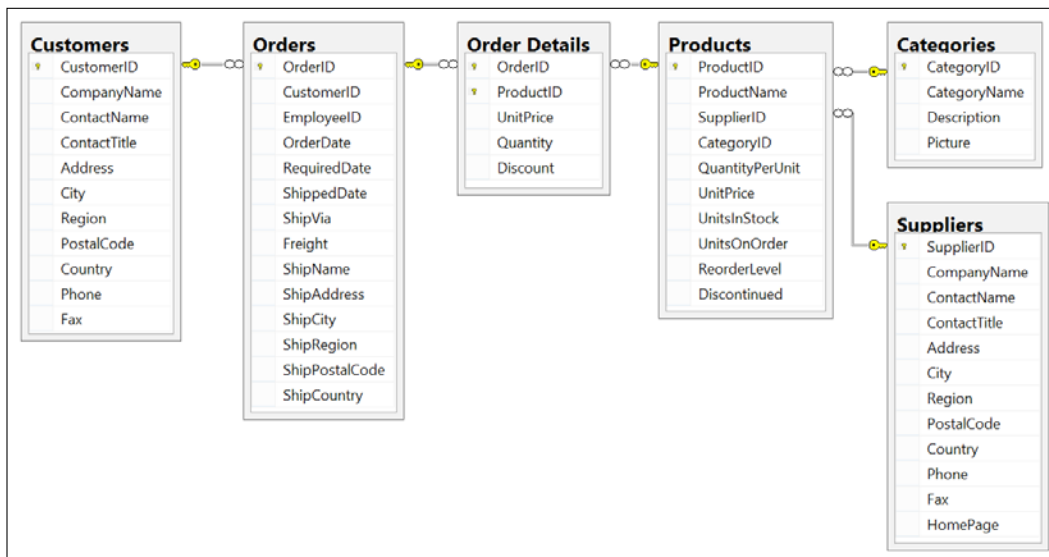 Customers
CustomerID
CompanyName
ContactName
ContactTitle
Address
City
Region
PostalCode
Country
Phone
Fax
Orders
OrderID
CustomerID
EmployeeID
OrderDate
RequiredDate
ShippedDate
ShipVia
Freight
ShipName
ShipAddress
ShipCity
ShipRegion
ShipPostalCode
ShipCountry
Order Details
OrderID
ProductID
UnitPrice
Quantity
Discount
Products
ProductID
ProductName
SupplierID
CategoryID
QuantityPerUnit
UnitPrice
UnitsInStock
UnitsOnOrder
ReorderLevel
Discontinued
Categories
CategoryID
CategoryName
Description
Picture
Suppliers
SupplierID
CompanyName
ContactName
ContactTitle
Address
City
Region
PostalCode
Country
Phone
Fax
HomePage